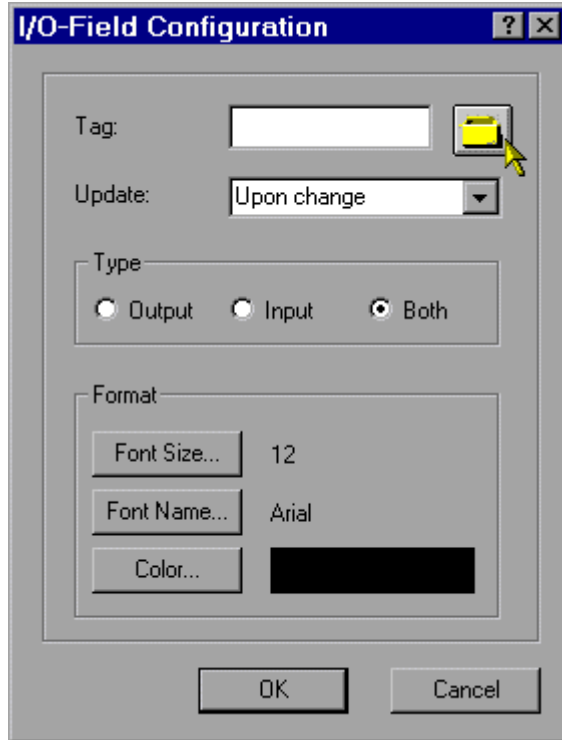 I/O-Field Configuration
Tag:
Update: Upon change
Type
Output Input Both
Format
Font Size... 12
Font Name... Arial
Color...
OK Cancel